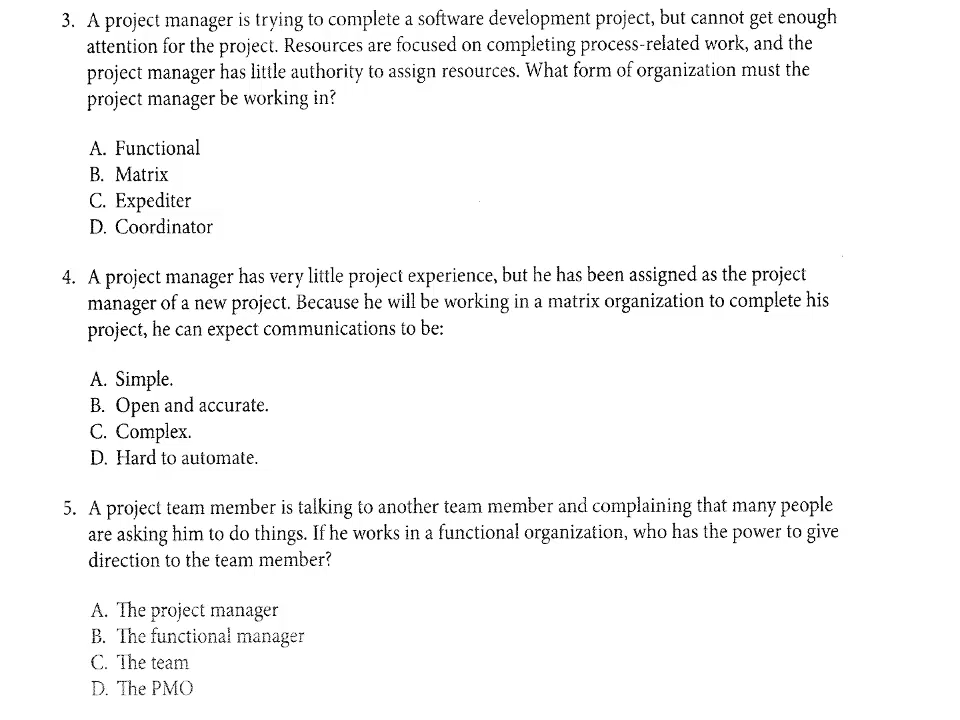 3. A project manager is trying to complete a software development project, but cannot get enough
attention for the project. Resources are focused on completing process-related work, and the
project manager has little authority to assign resources. What form of organization must the
project manager be working in?
A. Functional
B. Matrix
C. Expediter
D. Coordinator
4. A project manager has very little project experience, but he has been assigned as the project
manager of a new project. Because he will be working in a matrix organization to complete his
project, he can expect communications to be:
A. Simple.
B. Open and accurate.
C. Complex.
D. Hard to automate.
5. A project team member is talking to another team member and complaining that many people
are asking him to do things. If he works in a functional organization, who has the power to give
direction to the team member?
A. The project manager
B. The functional manager
C. The team
D. The PMO